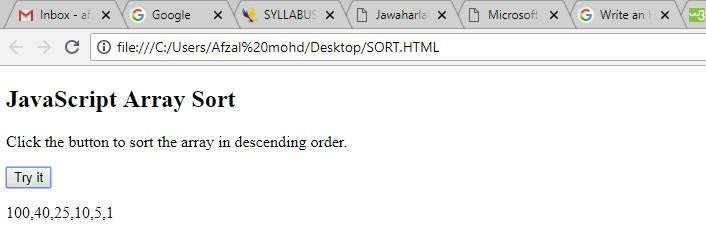 Inbox - af
Google
SYLLABUS
Jawaharla
Microsoft
Write an
file:///C:/Users/Afzal%20mohd/Desktop/SORT.HTML
JavaScript Array Sort
Click the button to sort the array in descending order.
Try it
100,40,25,10,5,1